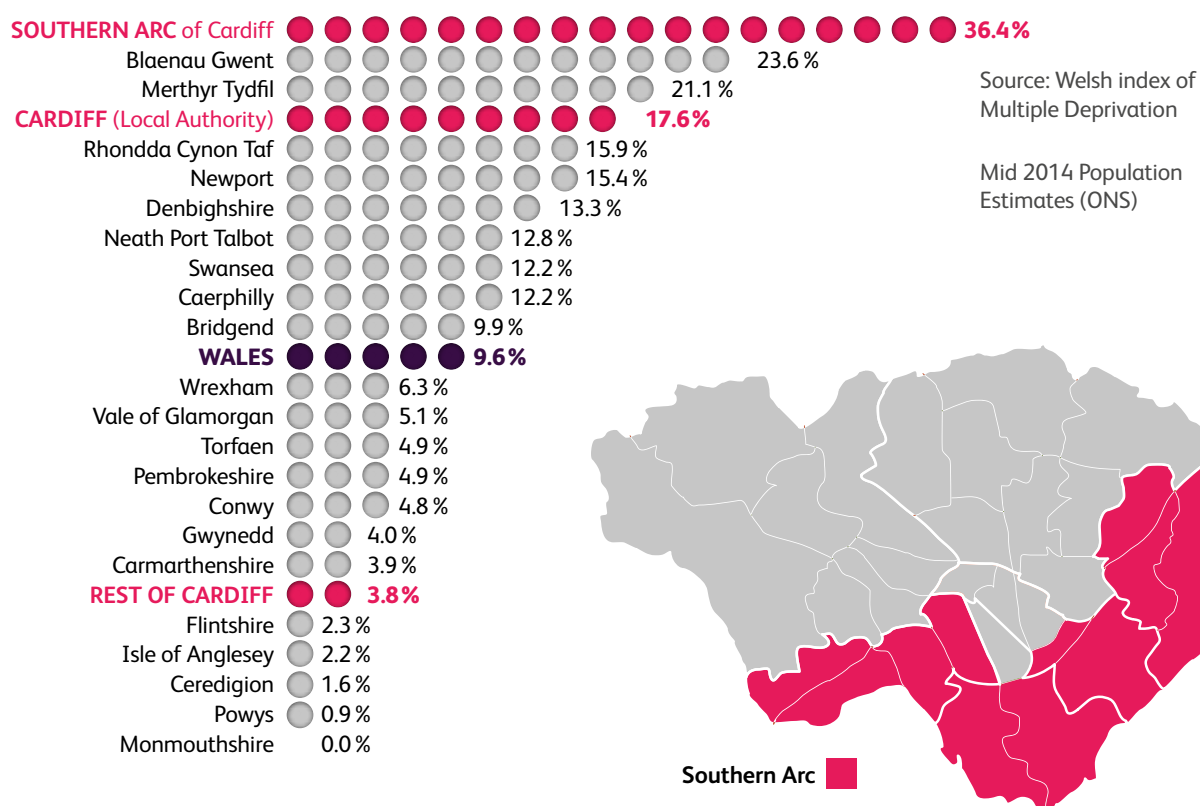 SOUTHERN ARC of Cardiff 36.4%
Blaenau Gwent 23.6%
Merthyr Tydfil 21.1%
CARDIFF (Local Authority) 17.6%
Rhondda Cynon Taf 15.9%
Newport 15.4%
Denbighshire 13.3%
Neath Port Talbot 12.8%
Swansea 12.2%
Caerphilly 12.2%
Bridgend 9.9%
WALES 9.6%
Wrexham 6.3%
Vale of Glamorgan 5.1%
Torfaen 4.9%
Pembrokeshire 4.9%
Conwy 4.8%
Gwynedd 4.0%
Carmarthenshire 3.9%
REST OF CARDIFF 3.8%
Flintshire 2.3%
Isle of Anglesey 2.2%
Ceredigion 1.6%
Powys 0.9%
Monmouthshire 0.0%
Source: Welsh index of
Multiple Deprivation
Mid 2014 Population
Estimates (ONS)
Southern Arc